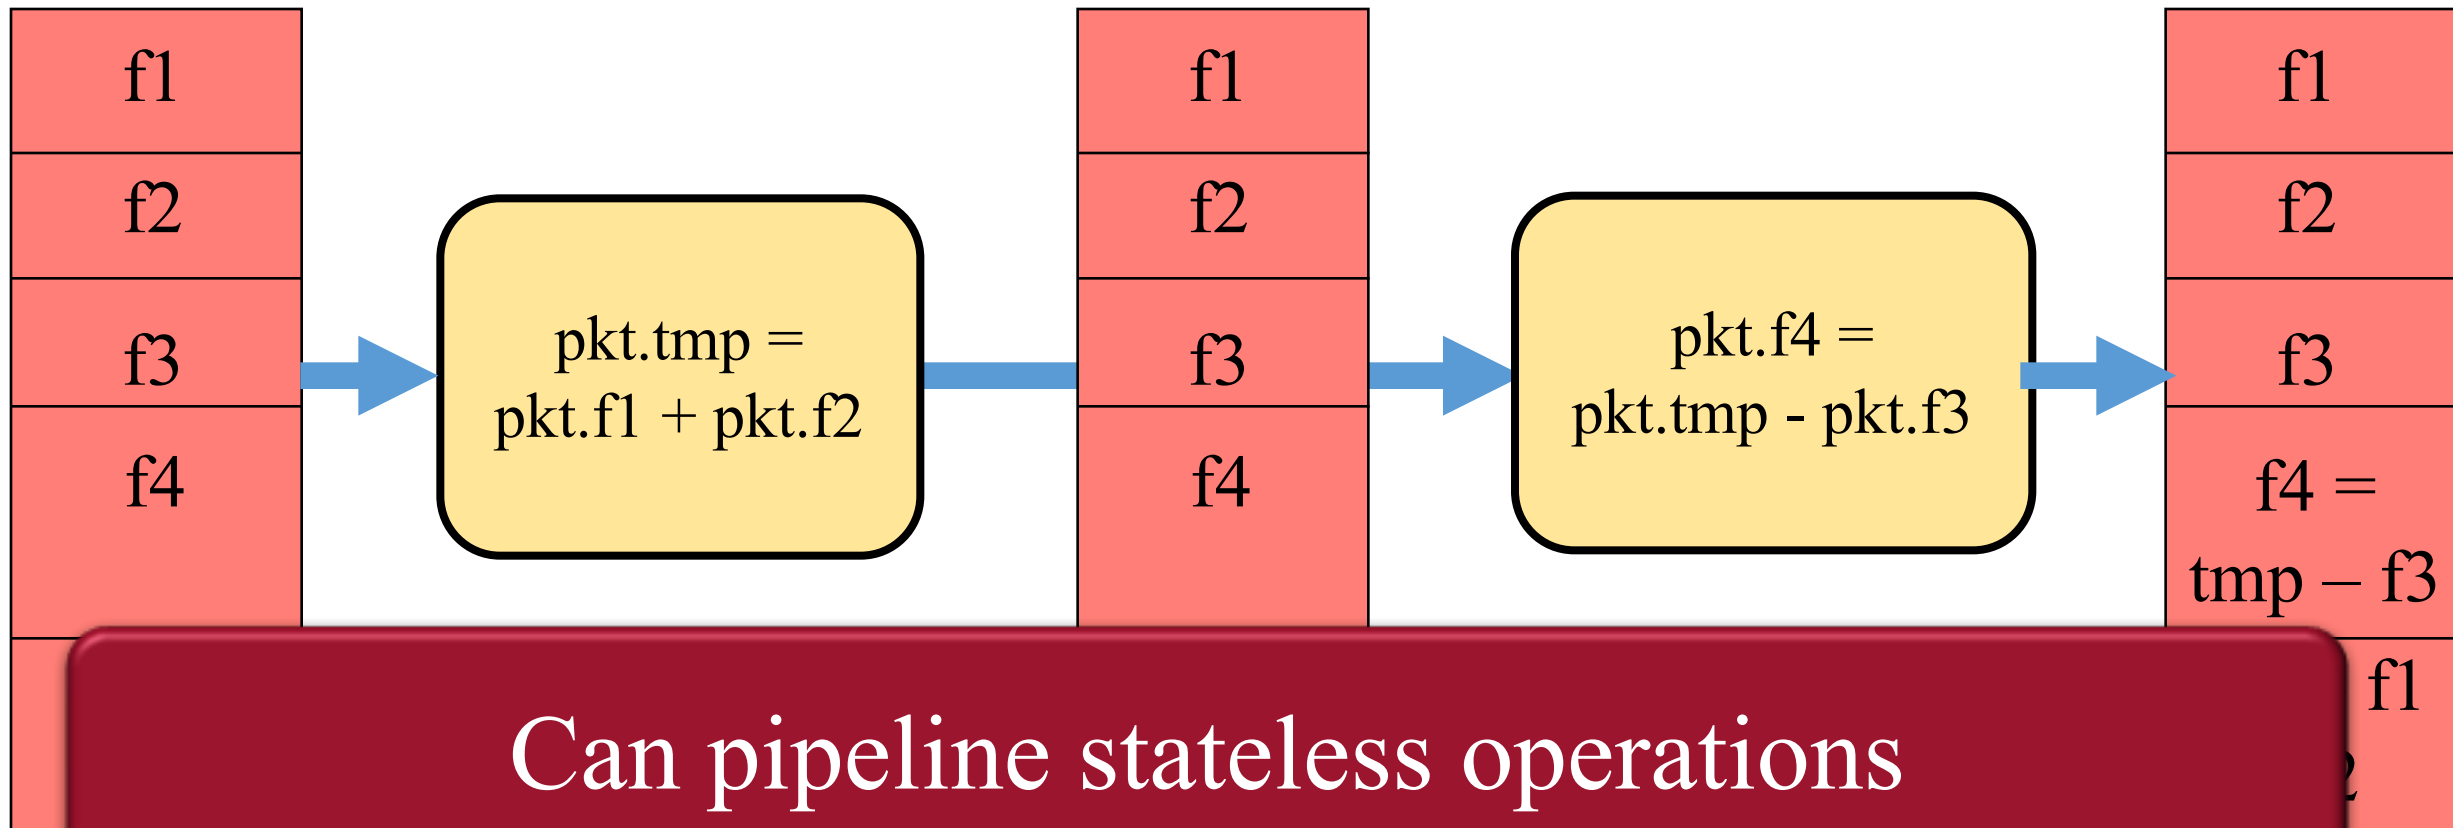 f1
f2
f3
f4
pkt.tmp =
pkt.f1 + pkt.f2
f1
f2
f3
f4
pkt.f4 =
pkt.tmp - pkt.f3
f1
f2
f3
f4 =
tmp – f3
f1
Can pipeline stateless operations